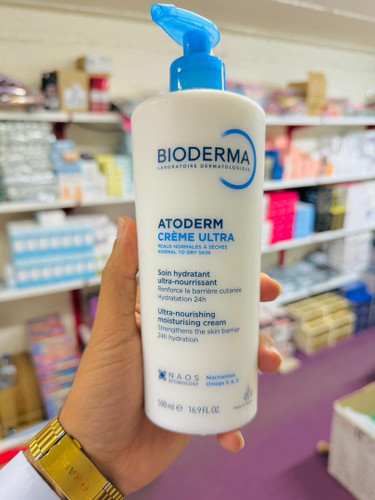 BIODERMA
LABORATOIRE DERMATOLOGIQUE
ATODERM
CRÈME ULTRA
PEAUX NORMALES À SÈCHES
NORMAL TO DRY SKIN
Soin hydratant
ultra-nourrissant
Renforce la barrière cutanée
Hydratation 24h
Ultra-nourishing
moisturising cream
Strengthens the skin barrier
24h hydration
NAOS
Niacinamide
Omega 3, 6, 9
500ml e 16.9 FL.OZ.